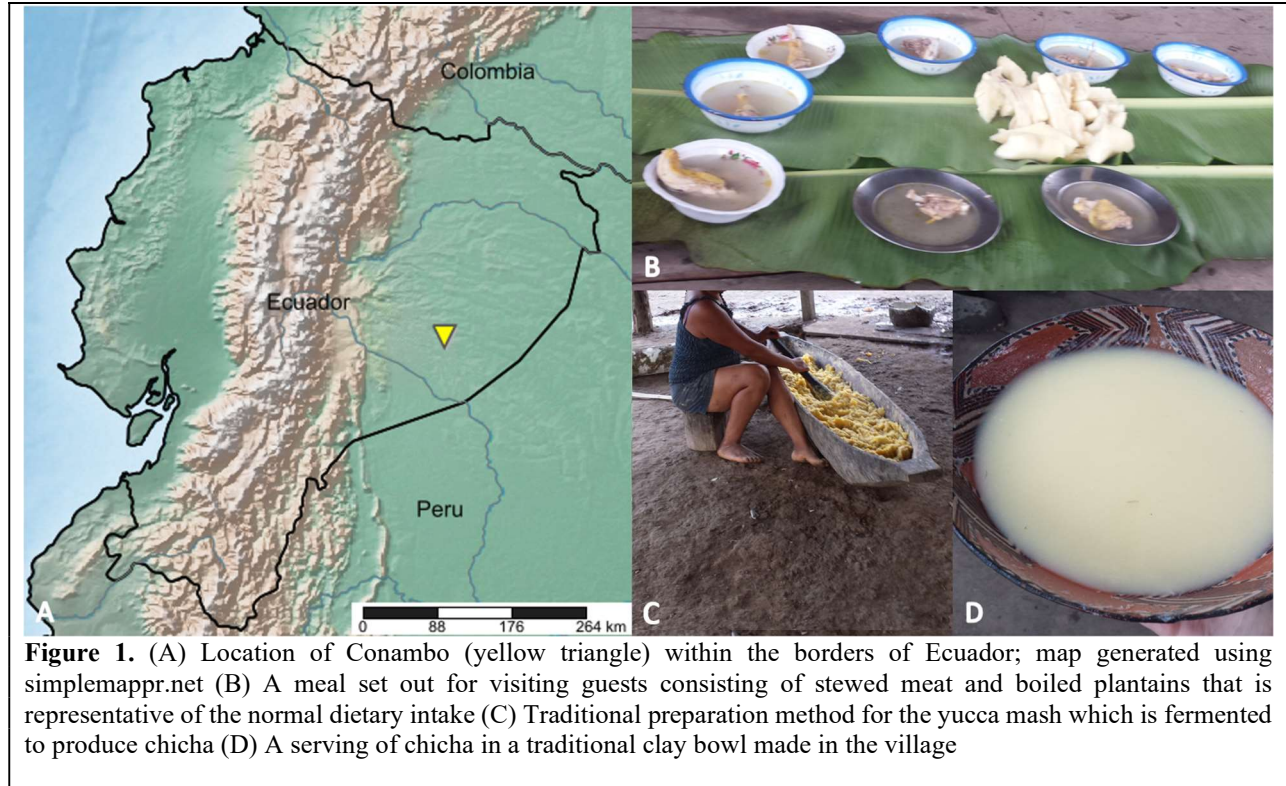 Colombia
Ecuador
Peru
A
0 88 176 264 km
B
C
D
Figure 1. (A) Location of Conambo (yellow triangle) within the borders of Ecuador; map generated using
simplemappr.net (B) A meal set out for visiting guests consisting of stewed meat and boiled plantains that is
representative of the normal dietary intake (C) Traditional preparation method for the yucca mash which is fermented
to produce chicha (D) A serving of chicha in a traditional clay bowl made in the village